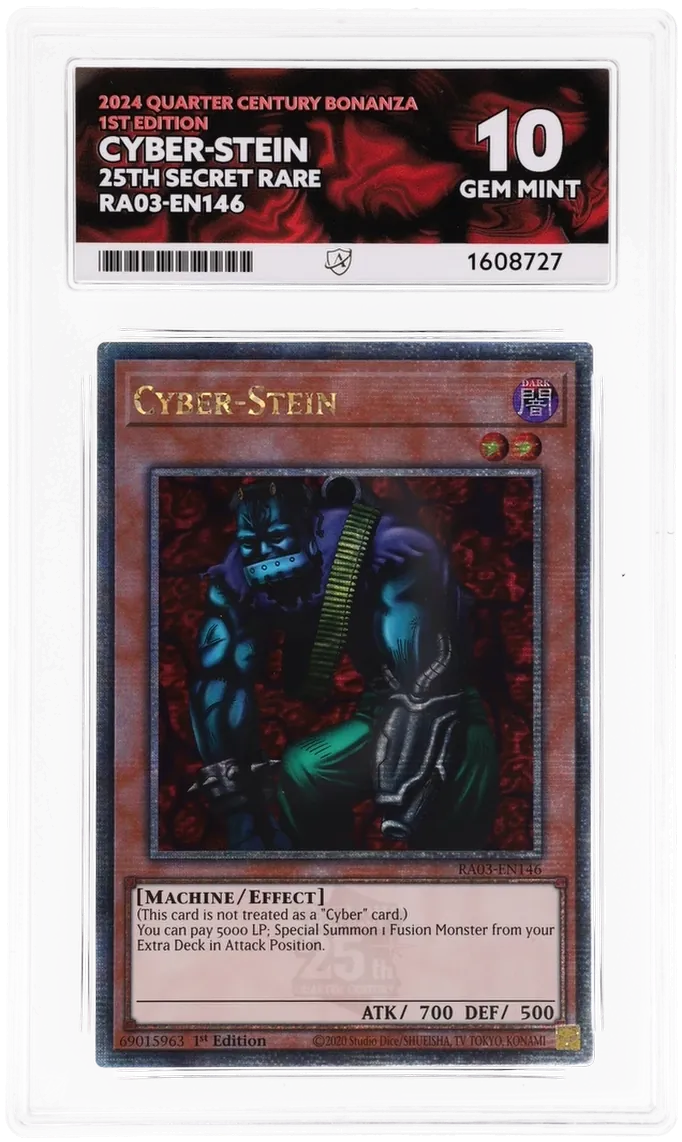 2024 QUARTER CENTURY BONANZA
1ST EDITION
CYBER-STEIN
25TH SECRET RARE
RA03-EN146
10
GEM MINT
1608727
CYBER-STEIN
DARK
闇
RA03-EN146
[MACHINE/EFFECT]
(This card is not treated as a "Cyber" card.)
You can pay 5000 LP; Special Summon 1 Fusion Monster from your
Extra Deck in Attack Position.
25th
ATK/ 700 DEF/ 500
69015963 1st Edition ©2020 Studio Dice/SHUEISHA, TV TOKYO, KONAMI